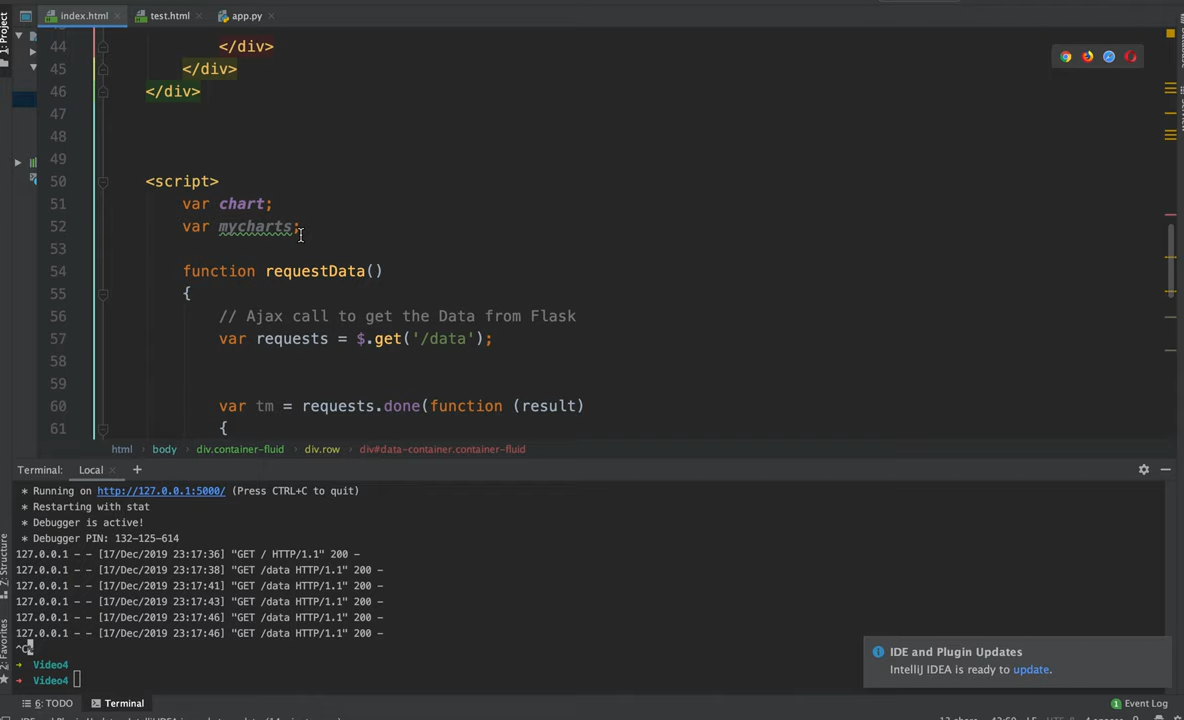 index.html
test.html
app.py
1: Project
44 </div>
45 </div>
46 </div>
47
48
49
50 <script>
51 var chart;
52 var mycharts;
53
54 function requestData()
55 {
56 // Ajax call to get the Data from Flask
57 var requests = $.get('/data');
58
59
60 var tm = requests.done(function (result)
61 {
html body div.container-fluid div.row div#data-container.container-fluid
Terminal: Local × +
* Running on http://127.0.0.1:5000/ (Press CTRL+C to quit)
* Restarting with stat
* Debugger is active!
* Debugger PIN: 132-125-614
127.0.0.1 - - [17/Dec/2019 23:17:36] "GET / HTTP/1.1" 200 -
127.0.0.1 - - [17/Dec/2019 23:17:38] "GET /data HTTP/1.1" 200 -
127.0.0.1 - - [17/Dec/2019 23:17:41] "GET /data HTTP/1.1" 200 -
127.0.0.1 - - [17/Dec/2019 23:17:43] "GET /data HTTP/1.1" 200 -
127.0.0.1 - - [17/Dec/2019 23:17:46] "GET /data HTTP/1.1" 200 -
127.0.0.1 - - [17/Dec/2019 23:17:46] "GET /data HTTP/1.1" 200 -
^C
→ Video4
→ Video4
7: Structure
Favorites
IDE and Plugin Updates
IntelliJ IDEA is ready to update.
6: TODO
Terminal
1 Event Log